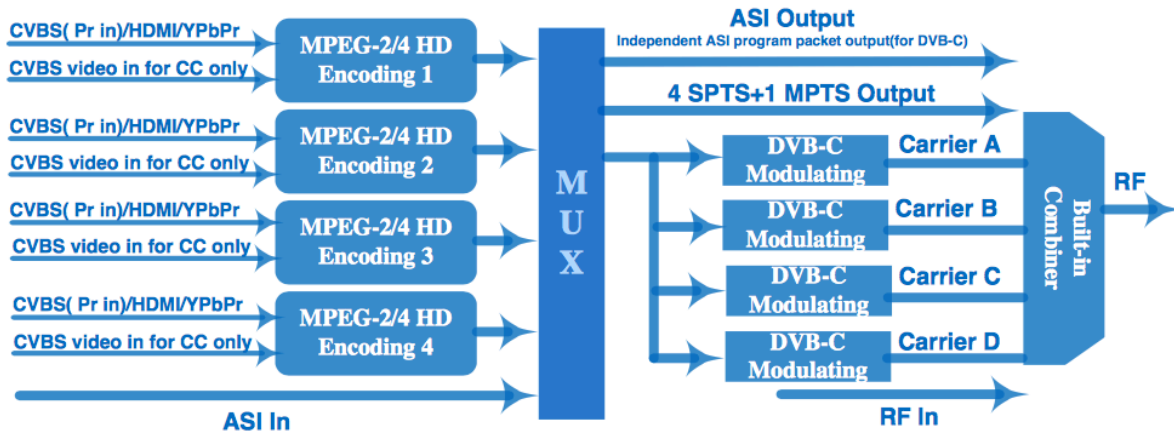 CVBS( Pr in)/HDMI/YPbPr
CVBS video in for CC only
MPEG-2/4 HD
Encoding 1
CVBS( Pr in)/HDMI/YPbPr
CVBS video in for CC only
MPEG-2/4 HD
Encoding 2
CVBS( Pr in)/HDMI/YPbPr
CVBS video in for CC only
MPEG-2/4 HD
Encoding 3
CVBS( Pr in)/HDMI/YPbPr
CVBS video in for CC only
MPEG-2/4 HD
Encoding 4
ASI In
M
U
X
ASI Output
Independent ASI program packet output(for DVB-C)
4 SPTS+1 MPTS Output
DVB-C
Modulating
Carrier A
DVB-C
Modulating
Carrier B
DVB-C
Modulating
Carrier C
DVB-C
Modulating
Carrier D
RF In
Built-in
Combiner
RF